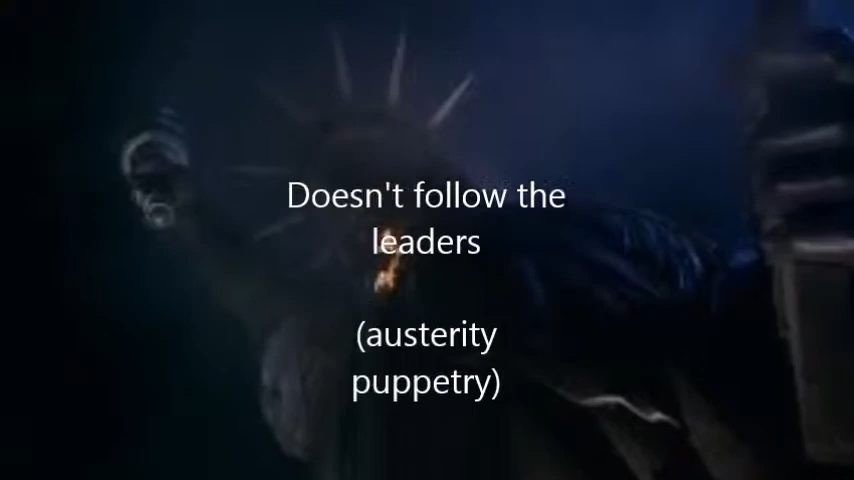 Doesn't follow the
leaders
(austerity
puppetry)